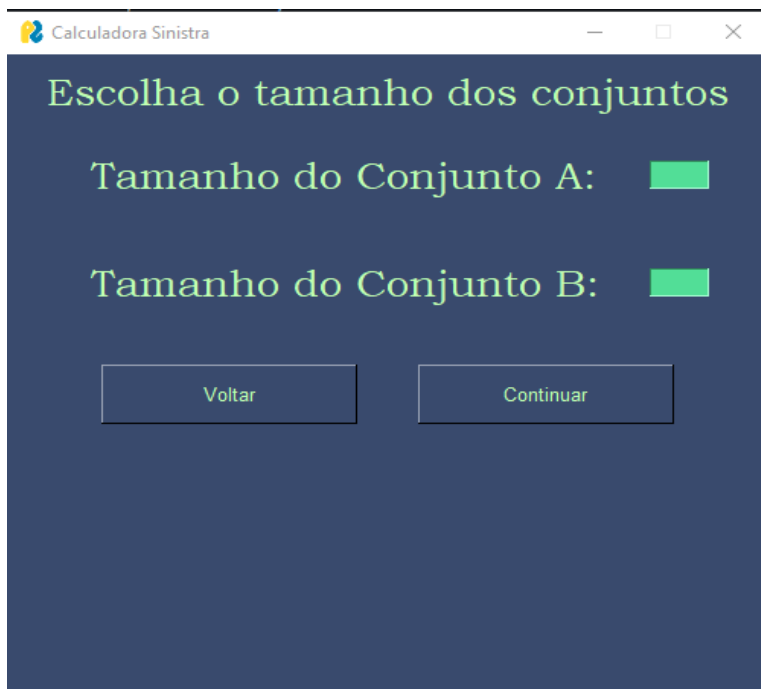 Calculadora Sinistra
Escolha o tamanho dos conjuntos
Tamanho do Conjunto A:
Tamanho do Conjunto B:
Voltar Continuar